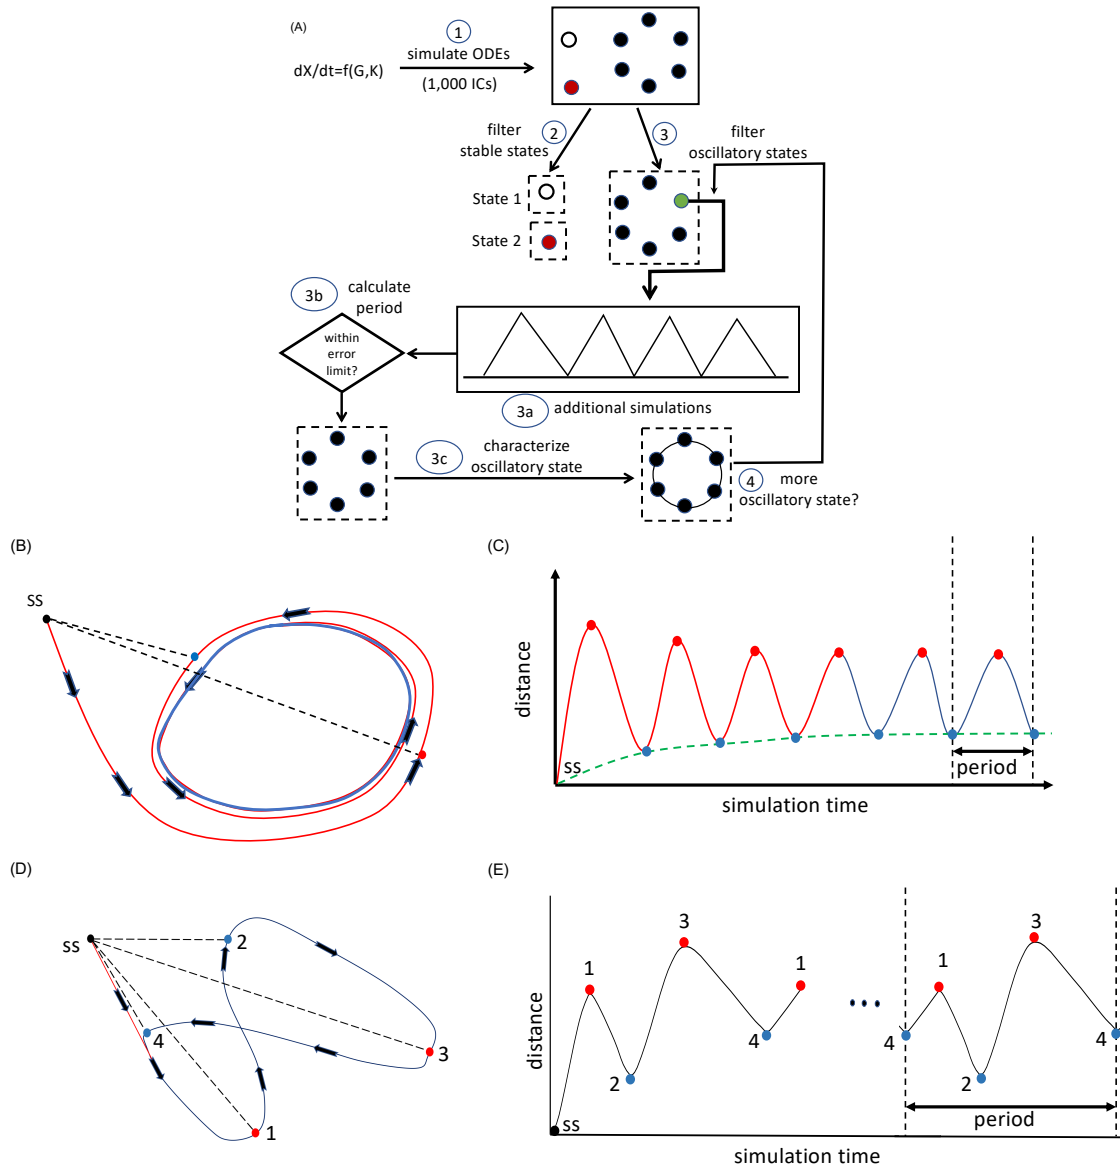 (A)
1
simulate ODEs
dX/dt=f(G,K)
(1,000 ICs)
filter
stable states
2
3
filter
oscillatory states
State 1
State 2
3b
calculate
period
within
error
limit?
3a
additional simulations
3c
characterize
oscillatory state
4
more
oscillatory state?
(B)
ss
(C)
distance
ss
period
simulation time
(D)
ss
2
4
3
1
(E)
distance
3
3
1
1
1
2
4
4
2
4
period
ss
simulation time